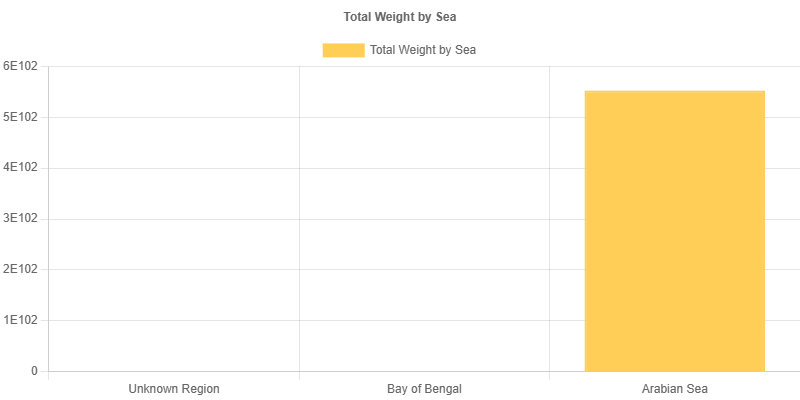 Total Weight by Sea
Total Weight by Sea
6E102
5E102
4E102
3E102
2E102
1E102
0
Unknown Region Bay of Bengal Arabian Sea